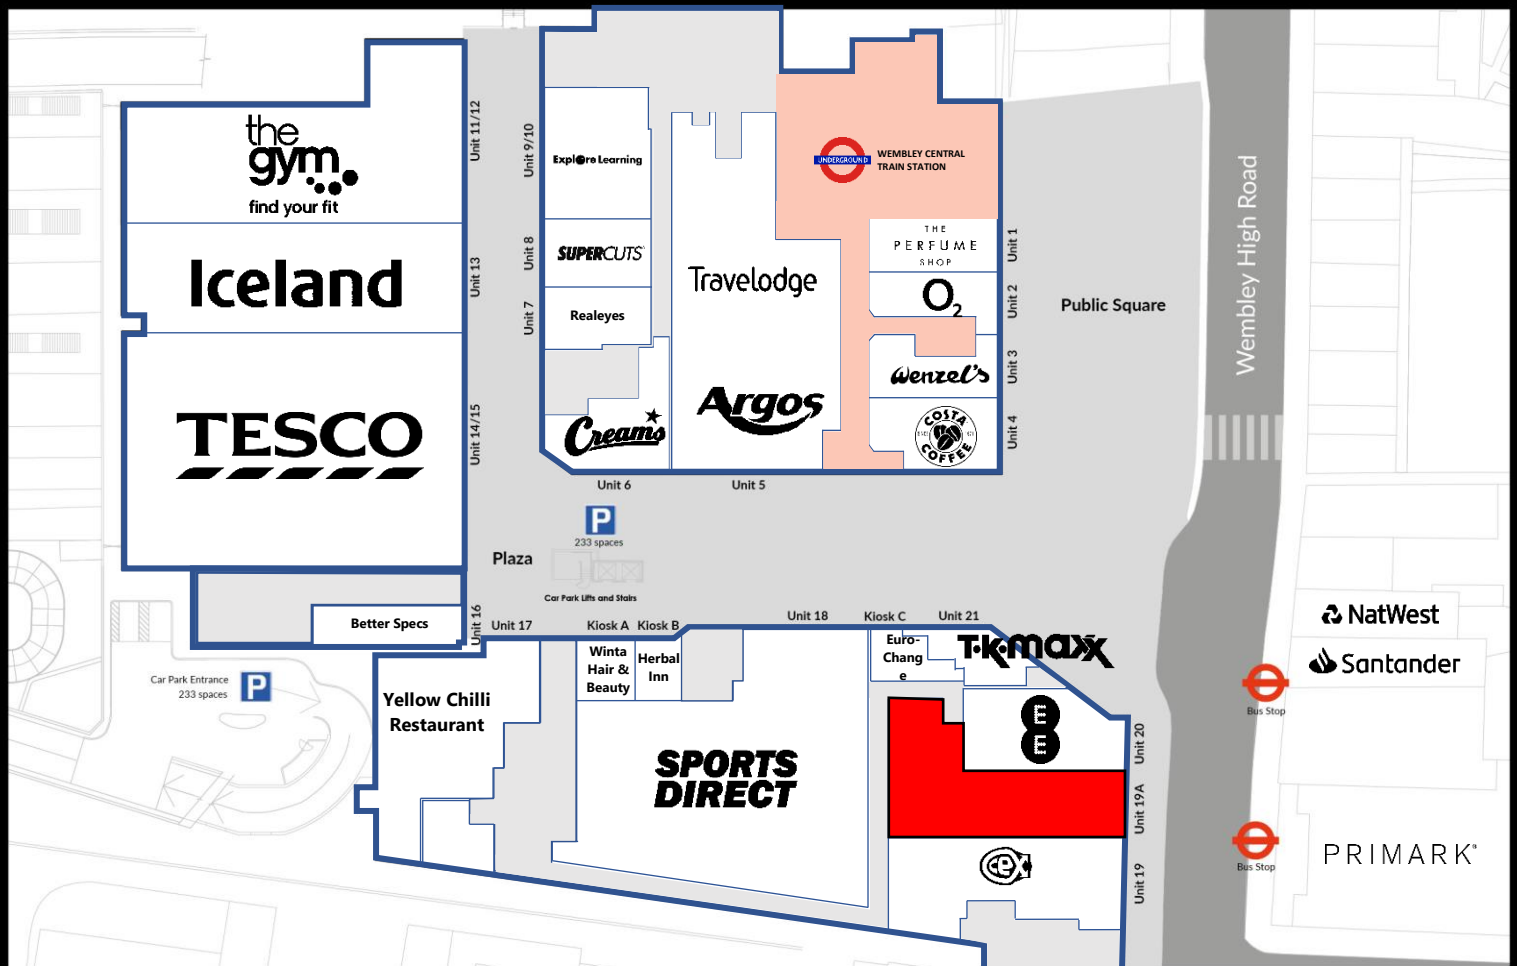 the
gym
find your fit
Unit 11/12
Iceland
Unit 13
TESCO
Unit 14/15
Better Specs
Unit 16
Car Park Entrance
233 spaces
P
Explore Learning
Unit 9/10
SUPERCUTS
Unit 8
Realeyes
Unit 7
Creams
Unit 6
Travelodge
Argos
Unit 5
UNDERGROUND
WEMBLEY CENTRAL
TRAIN STATION
THE
PERFUME
SHOP
Unit 1
O2
Unit 2
Wenzel's
Unit 3
COSTA
COFFEE
Unit 4
Public Square
Wembley High Road
P
233 spaces
Plaza
Car Park Lifts and Stairs
Unit 17
Kiosk A
Kiosk B
Unit 18
Kiosk C
Unit 21
Yellow Chilli
Restaurant
Winta
Hair &
Beauty
Herbal
Inn
SPORTS
DIRECT
Euro-
Chang
e
TK maxx
EE
Unit 20
Unit 19A
cex
Unit 19
NatWest
Santander
Bus Stop
Bus Stop
PRIMARK